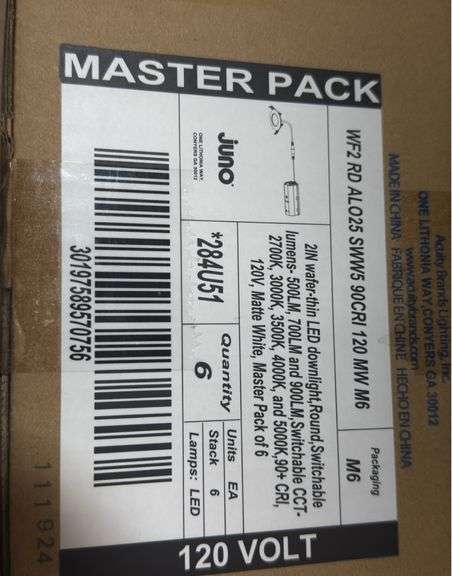 MASTER PACK
WF2 RD ALO25 SWW5 90CRI 120 MW M6
Packaging
M6
2IN wafer-thin LED downlight,Round,Switchable
lumens- 500LM, 700LM and 900LM,Switchable CCT-
2700K, 3000K, 3500K, 4000K, and 5000K,90+ CRI,
120V, Matte White, Master Pack of 6
juno
ONE LITHONIA WAY,
CONYERS GA 30012
*284U51
Quantity
6
Units EA
Stack 6
Lamps: LED
30197589570756
120 VOLT
Acuity Brands Lighting, Inc.
ONE LITHONIA WAY,CONYERS GA 30012
www.acuitybrands.com
MADE IN CHINA FABRIQUÉ EN CHINE HECHO EN CHINA
111924